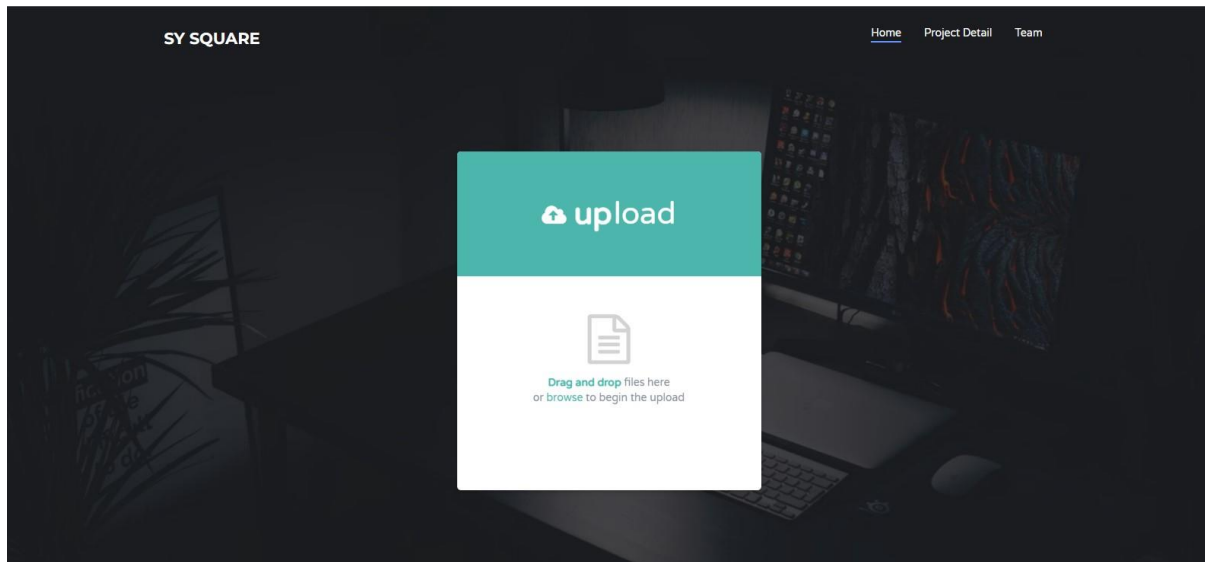 SY SQUARE
Home Project Detail Team
upload
Drag and drop files here
or browse to begin the upload